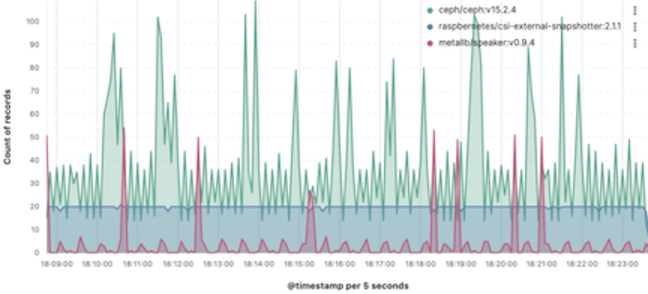 ceph/ceph:v15.2.4
raspbernetes/csi-external-snapshotter:2.1.1
metallb/speaker:v0.9.4
Count of records
100
90
80
70
60
50
40
30
20
10
0
18:09:00 18:10:00 18:11:00 18:12:00 18:13:00 18:14:00 18:15:00 18:16:00 18:17:00 18:18:00 18:19:00 18:20:00 18:21:00 18:22:00 18:23:00
@timestamp per 5 seconds